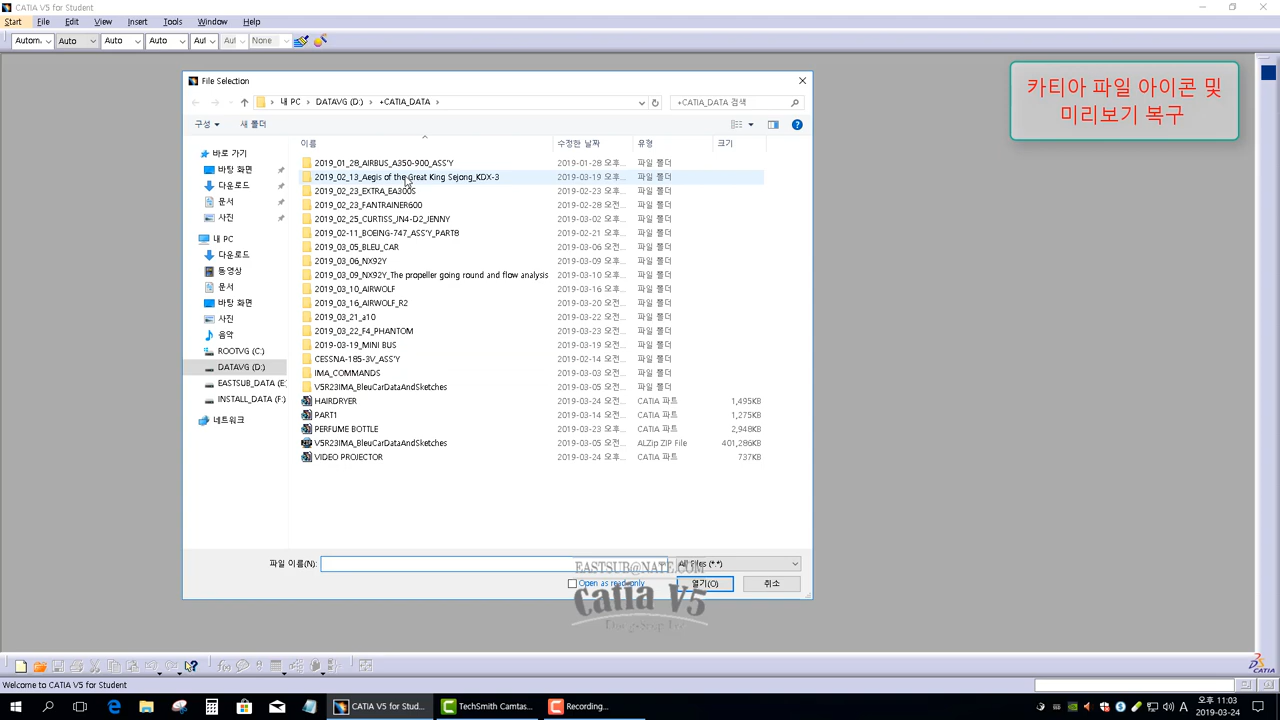 CATIA V5 for Student
Start File Edit View Insert Tools Window Help
Autom. Auto Auto Auto Aul Aul None
카티아 파일 아이콘 및
미리보기 복구
File Selection
내 PC DATAVG (D:) +CATIA_DATA
+CATIA_DATA 검색
구성 새 폴더
이름 수정한 날짜 유형 크기
바로 가기
바탕 화면
다운로드
문서
사진
내 PC
다운로드
동영상
문서
바탕 화면
사진
음악
ROOTVG (C:)
DATAVG (D:)
EASTSUB_DATA (E:
INSTALL_DATA (F:)
네트워크
2019_01_28_AIRBUS_A350-900_ASS'Y 2019-01-28 오후... 파일 폴더
2019_02_13_Aegis of the Great King Sejong_KDX-3 2019-03-19 오후... 파일 폴더
2019_02_23_EXTRA_EA300S 2019-02-23 오후... 파일 폴더
2019_02_23_FANTRAINER600 2019-02-28 오전... 파일 폴더
2019_02_25_CURTISS_JN4-D2_JENNY 2019-03-02 오전... 파일 폴더
2019_02-11_BOEING-747_ASS'Y_PART8 2019-02-21 오후... 파일 폴더
2019_03_05_BLEU_CAR 2019-03-06 오전... 파일 폴더
2019_03_06_NX92Y 2019-03-09 오전... 파일 폴더
2019_03_09_NX92Y_The propeller going round and flow analysis 2019-03-10 오전... 파일 폴더
2019_03_10_AIRWOLF 2019-03-16 오후... 파일 폴더
2019_03_16_AIRWOLF_R2 2019-03-20 오전... 파일 폴더
2019_03_21_a10 2019-03-22 오전... 파일 폴더
2019_03_22_F4_PHANTOM 2019-03-23 오전... 파일 폴더
2019-03-19_MINI BUS 2019-03-19 오후... 파일 폴더
CESSNA-185-3V_ASS'Y 2019-02-14 오전... 파일 폴더
IMA_COMMANDS 2019-03-06 오전... 파일 폴더
V5R23IMA_BleuCarDataAndSketches 2019-03-05 오전... 파일 폴더
HAIRDRYER 2019-03-24 오전... CATIA 파트 1,495KB
PART1 2019-03-14 오후... CATIA 파트 1,275KB
PERFUME BOTTLE 2019-03-23 오후... CATIA 파트 2,948KB
V5R23IMA_BleuCarDataAndSketches 2019-03-05 오전... ALZip ZIP File 401,286KB
VIDEO PROJECTOR 2019-03-24 오후... CATIA 파트 737KB
파일 이름(N): All Files (*.*)
EASTSUB@NATE.COM
Open as read-only 열기(O) 취소
Catia V5
CATIA
Welcome to CATIA V5 for Student
CATIA V5 for Stud... TechSmith Camtas... Recording...
A 오후 11:03
2019-03-24